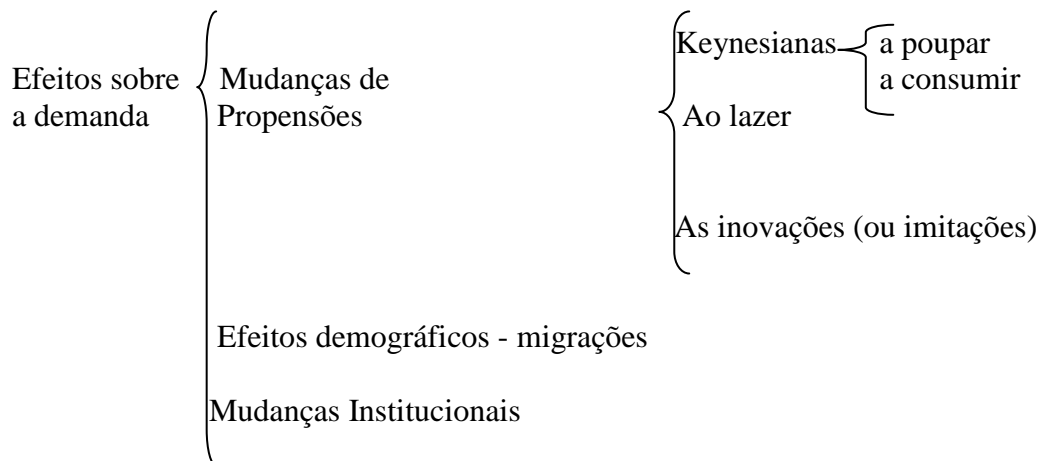 Keynesianas a poupar
Efeitos sobre Mudanças de a consumir
a demanda Propensões Ao lazer
As inovações (ou imitações)
Efeitos demográficos - migrações
Mudanças Institucionais